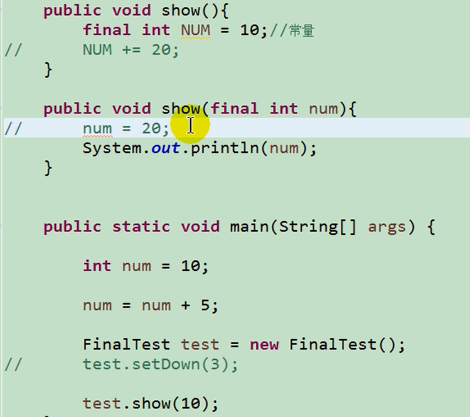 public void show(){
final int NUM = 10;//常量
// NUM += 20;
}
public void show(final int num){
// num = 20;
System.out.println(num);
}
public static void main(String[] args) {
int num = 10;
num = num + 5;
FinalTest test = new FinalTest();
// test.setDown(3);
test.show(10);